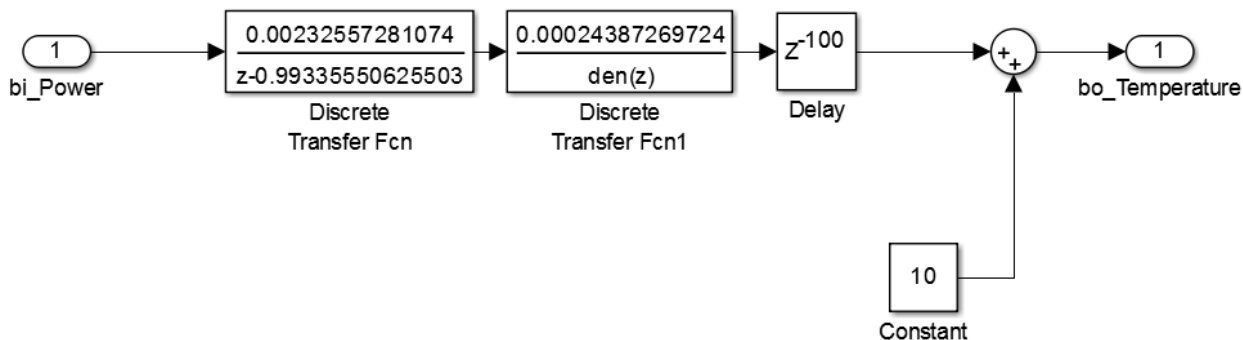 1
bi_Power
0.00232557281074
z-0.99335550625503
Discrete
Transfer Fcn
0.00024387269724
den(z)
Discrete
Transfer Fcn1
Z-100
Delay
++
1
bo_Temperature
10
Constant